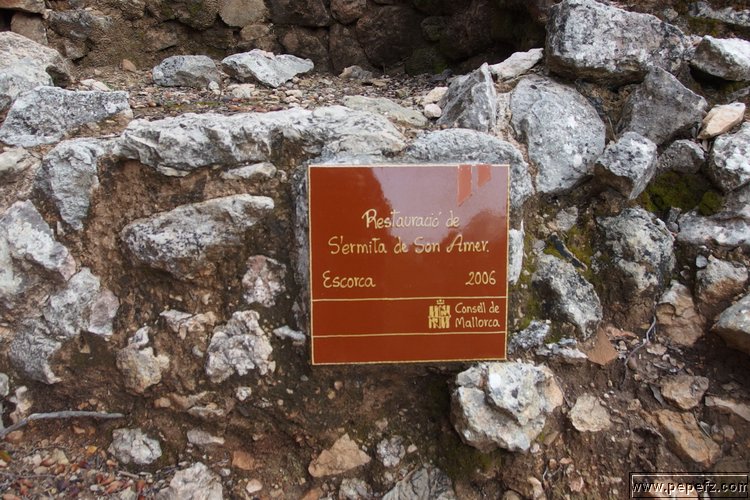 Restauració de
S'ermita de Son Amer.
Escorca 2006
Consell de
Mallorca
www.pepefz.com